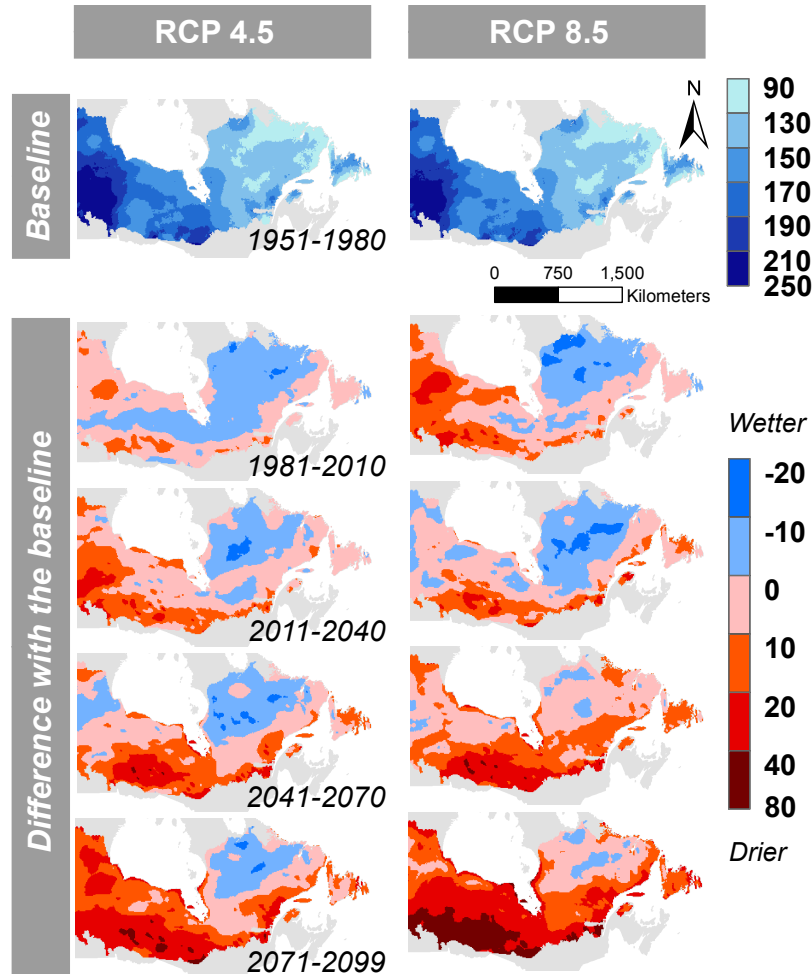 RCP 4.5
RCP 8.5
Baseline
1951-1980
N
0 750 1,500
Kilometers
90
130
150
170
190
210
250
Difference with the baseline
1981-2010
2011-2040
2041-2070
2071-2099
Wetter
-20
-10
0
10
20
40
80
Drier